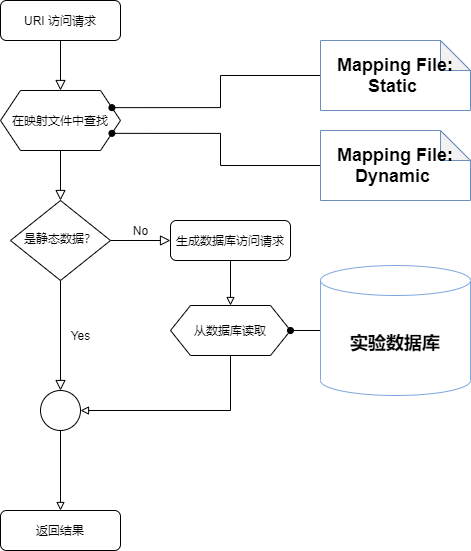 URI 访问请求
Mapping File:
Static
在映射文件中查找
Mapping File:
Dynamic
是静态数据?
No
生成数据库访问请求
Yes
从数据库读取
实验数据库
返回结果